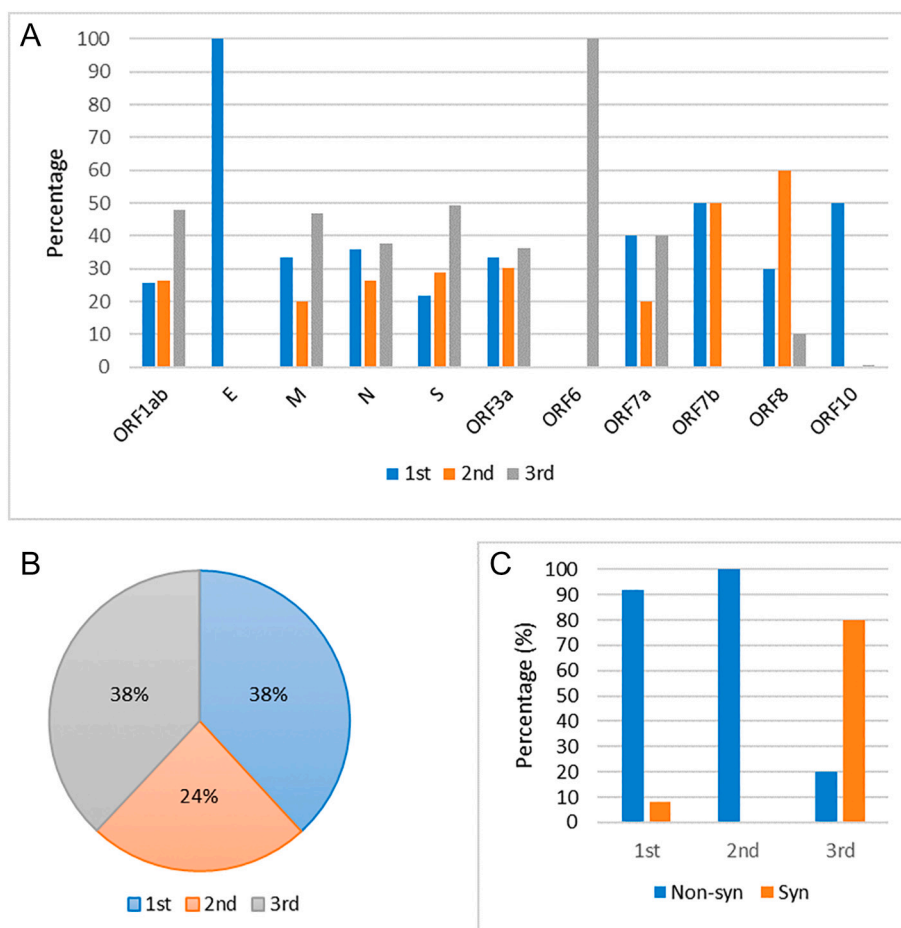 A
100
90
80
70
60
50
40
30
20
10
0
Percentage
ORF1ab E M N S ORF3a ORF6 ORF7a ORF7b ORF8 ORF10
1st 2nd 3rd
B
38% 38%
24%
1st 2nd 3rd
C
100
90
80
70
60
50
40
30
20
10
0
Percentage (%)
1st 2nd 3rd
Non-syn Syn